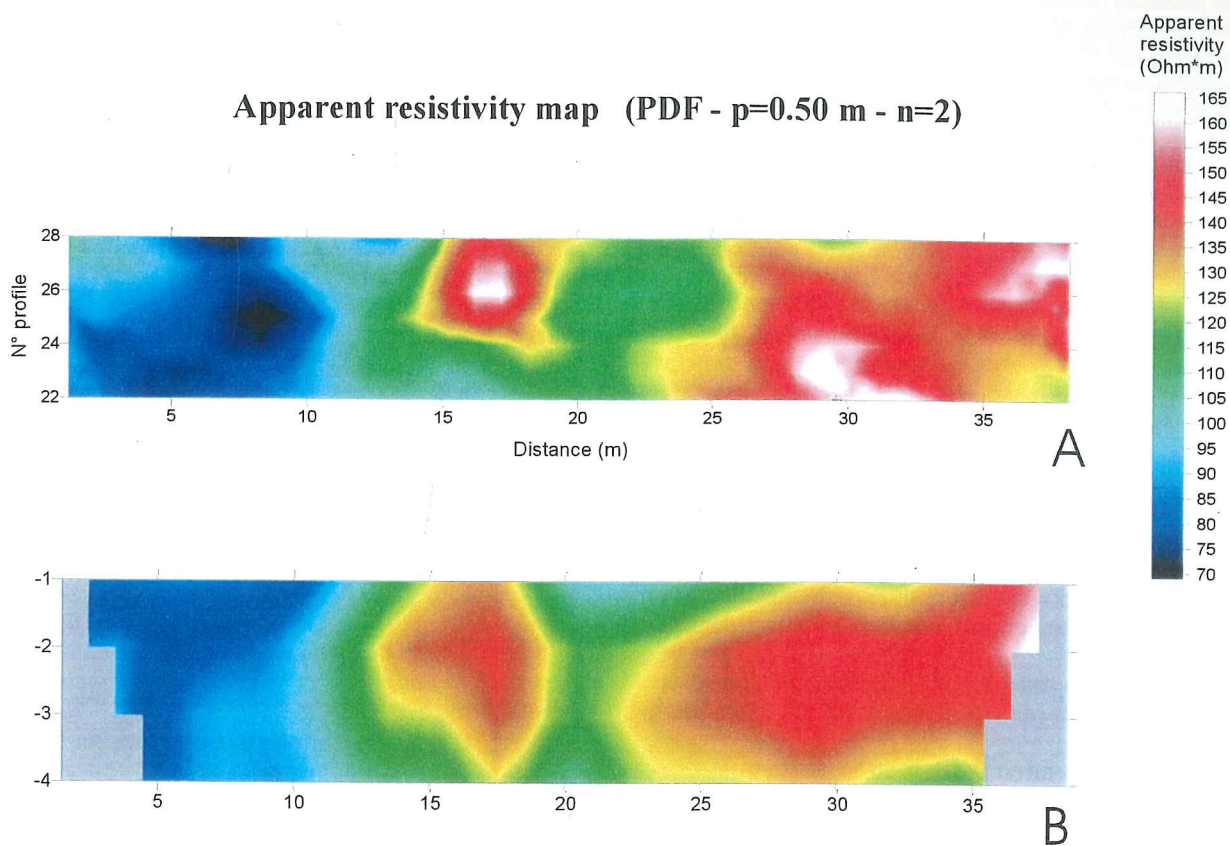 Apparent
resistivity
(Ohm*m)
Apparent resistivity map (PDF - p=0.50 m - n=2)
165
160
155
150
145
140
135
130
125
120
115
110
105
100
95
90
85
80
75
70
28
26
24
22
N° profile
5 10 15 20 25 30 35
Distance (m)
A
-1
-2
-3
-4
5 10 15 20 25 30 35
B